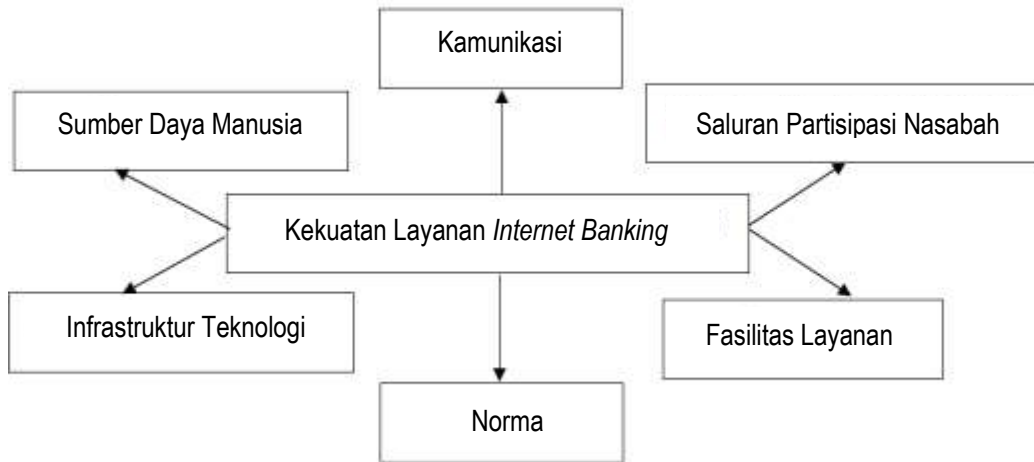 Kamunikasi
Sumber Daya Manusia
Saluran Partisipasi Nasabah
Kekuatan Layanan Internet Banking
Infrastruktur Teknologi
Fasilitas Layanan
Norma